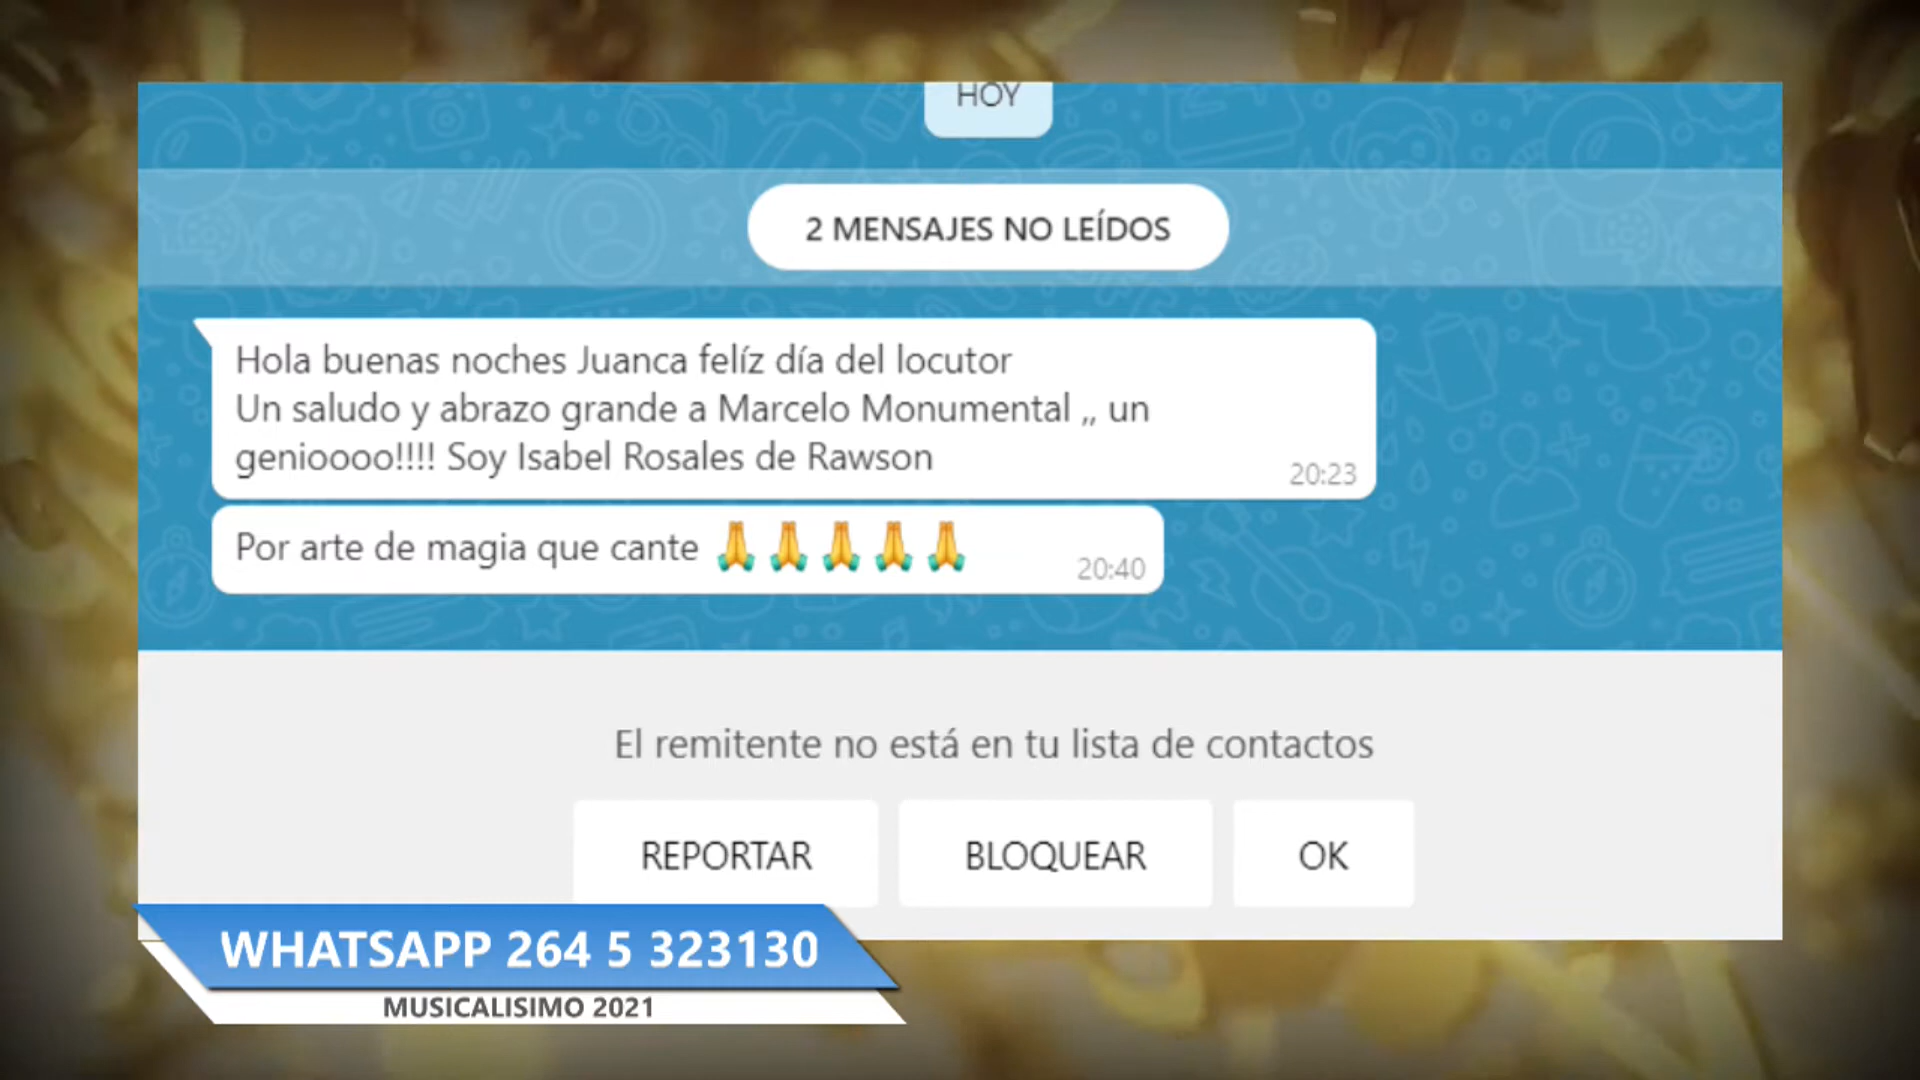 HOY
2 MENSAJES NO LEÍDOS
Hola buenas noches Juanca felíz día del locutor
Un saludo y abrazo grande a Marcelo Monumental ,, un
genioooo!!!! Soy Isabel Rosales de Rawson
20:23
Por arte de magia que cante 🙏🙏🙏🙏🙏
20:40
El remitente no está en tu lista de contactos
REPORTAR BLOQUEAR OK
WHATSAPP 264 5 323130
MUSICALISIMO 2021